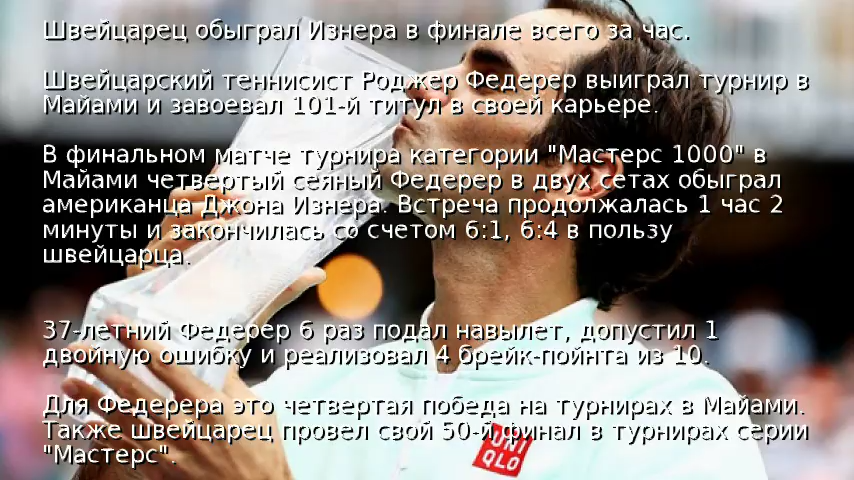 Швейцарец обыграл Изнера в финале всего за час.
Швейцарский теннисист Роджер Федерер выиграл турнир в
Майами и завоевал 101-й титул в своей карьере.
В финальном матче турнира категории "Мастерс 1000" в
Майами четвертый сеяный Федерер в двух сетах обыграл
американца Джона Изнера. Встреча продолжалась 1 час 2
минуты и закончилась со счетом 6:1, 6:4 в пользу
швейцарца.
37-летний Федерер 6 раз подал навылет, допустил 1
двойную ошибку и реализовал 4 брейк-пойнта из 10.
Для Федерера это четвертая победа на турнирах в Майами.
Также швейцарец провел свой 50-й финал в турнирах серии
"Мастерс".
UNI
QLO